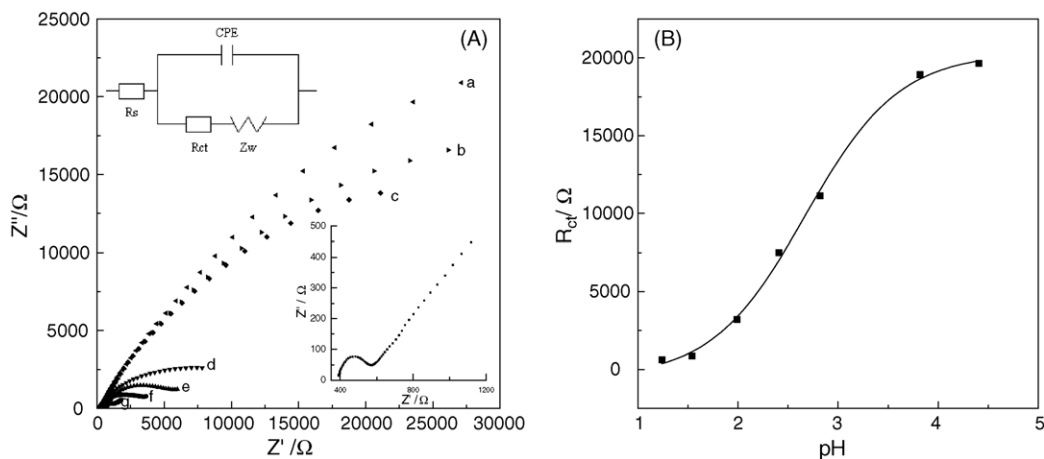 (A)
25000
20000
15000
10000
5000
0
Z''/Ω
CPE
Rs
Rct
Zw
a
b
c
d
e
f
g
500
400
300
200
100
0
Z''/ Ω
400
800
1200
Z'/ Ω
0
5000
10000
15000
20000
25000
30000
Z' /Ω
(B)
20000
15000
10000
5000
0
Rct/ Ω
1
2
3
4
5
pH